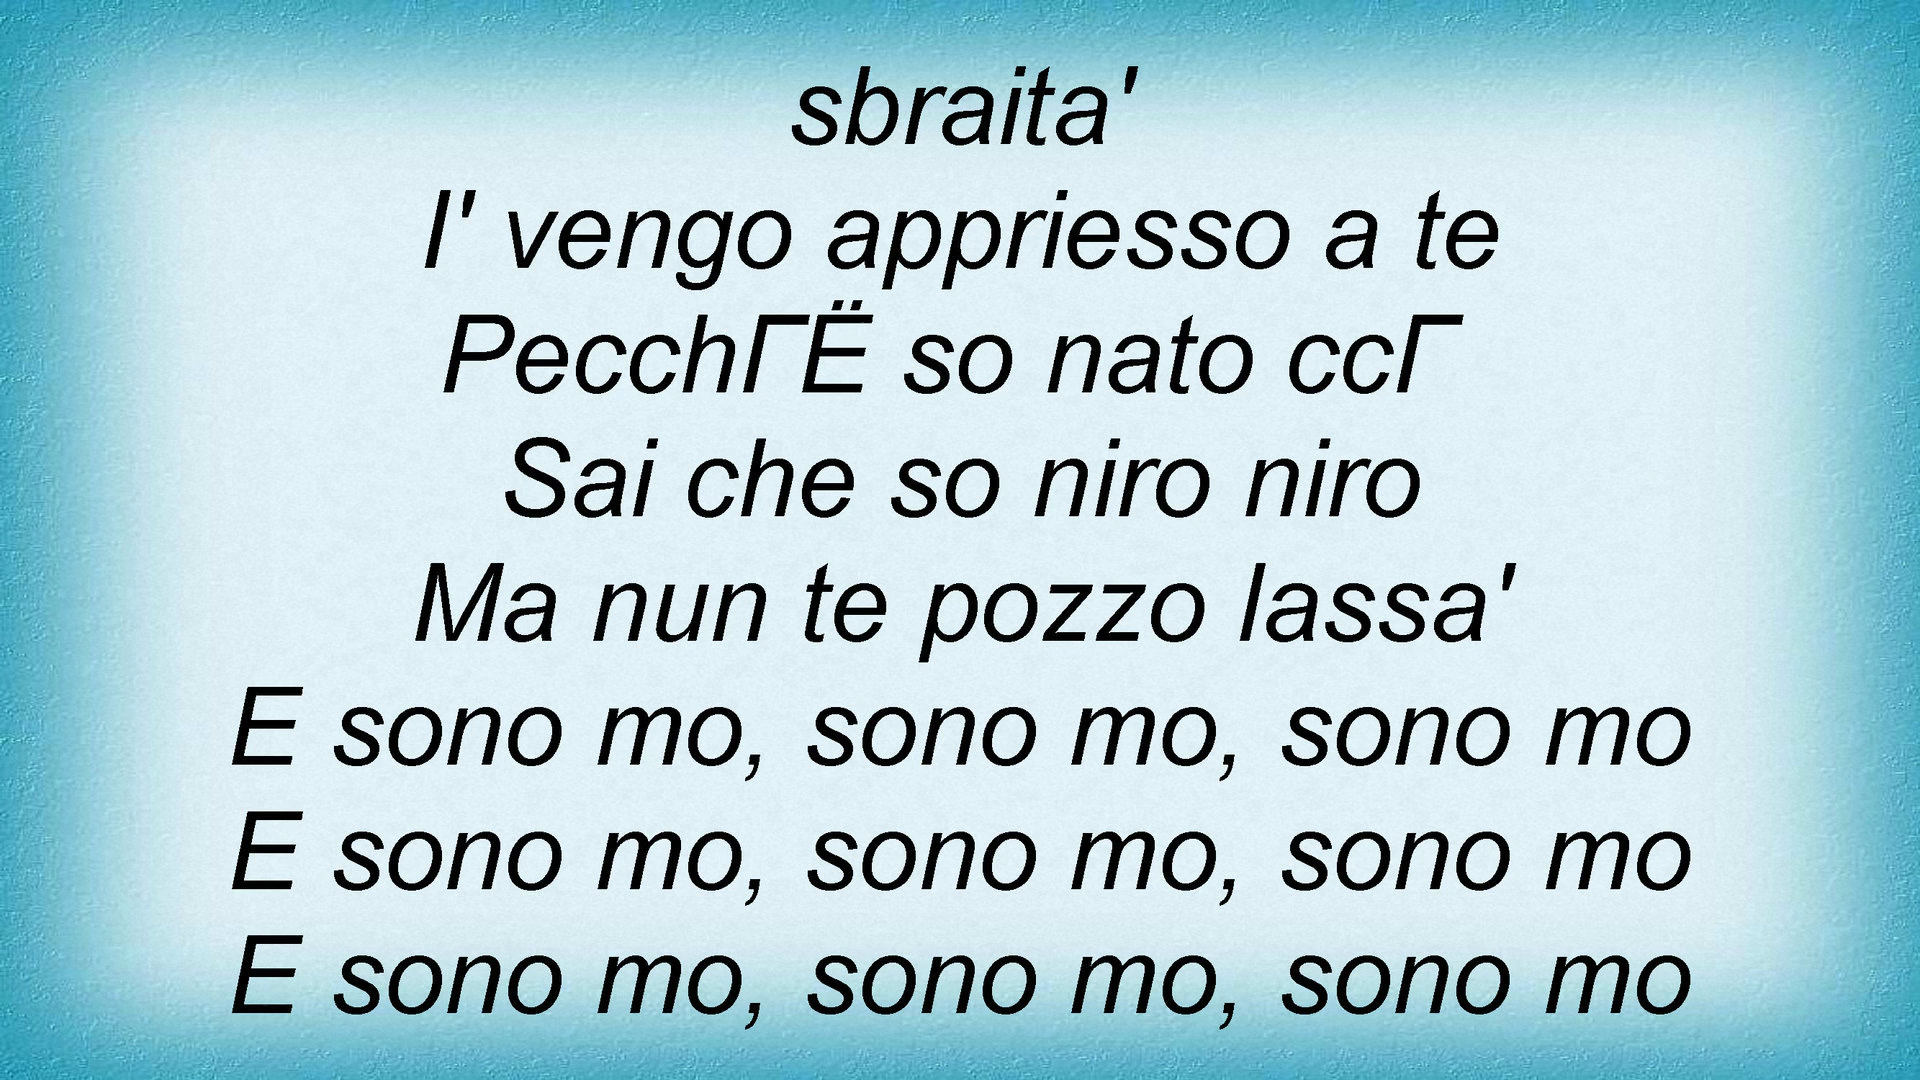 sbraita'
I' vengo appriesso a te
PecchГЁ so nato ccГ
Sai che so niro niro
Ma nun te pozzo lassa'
E sono mo, sono mo, sono mo
E sono mo, sono mo, sono mo
E sono mo, sono mo, sono mo